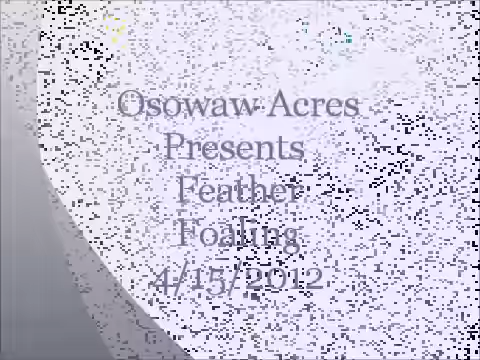 Osowaw Acres
Presents
Feather
Foaling
4/15/2012